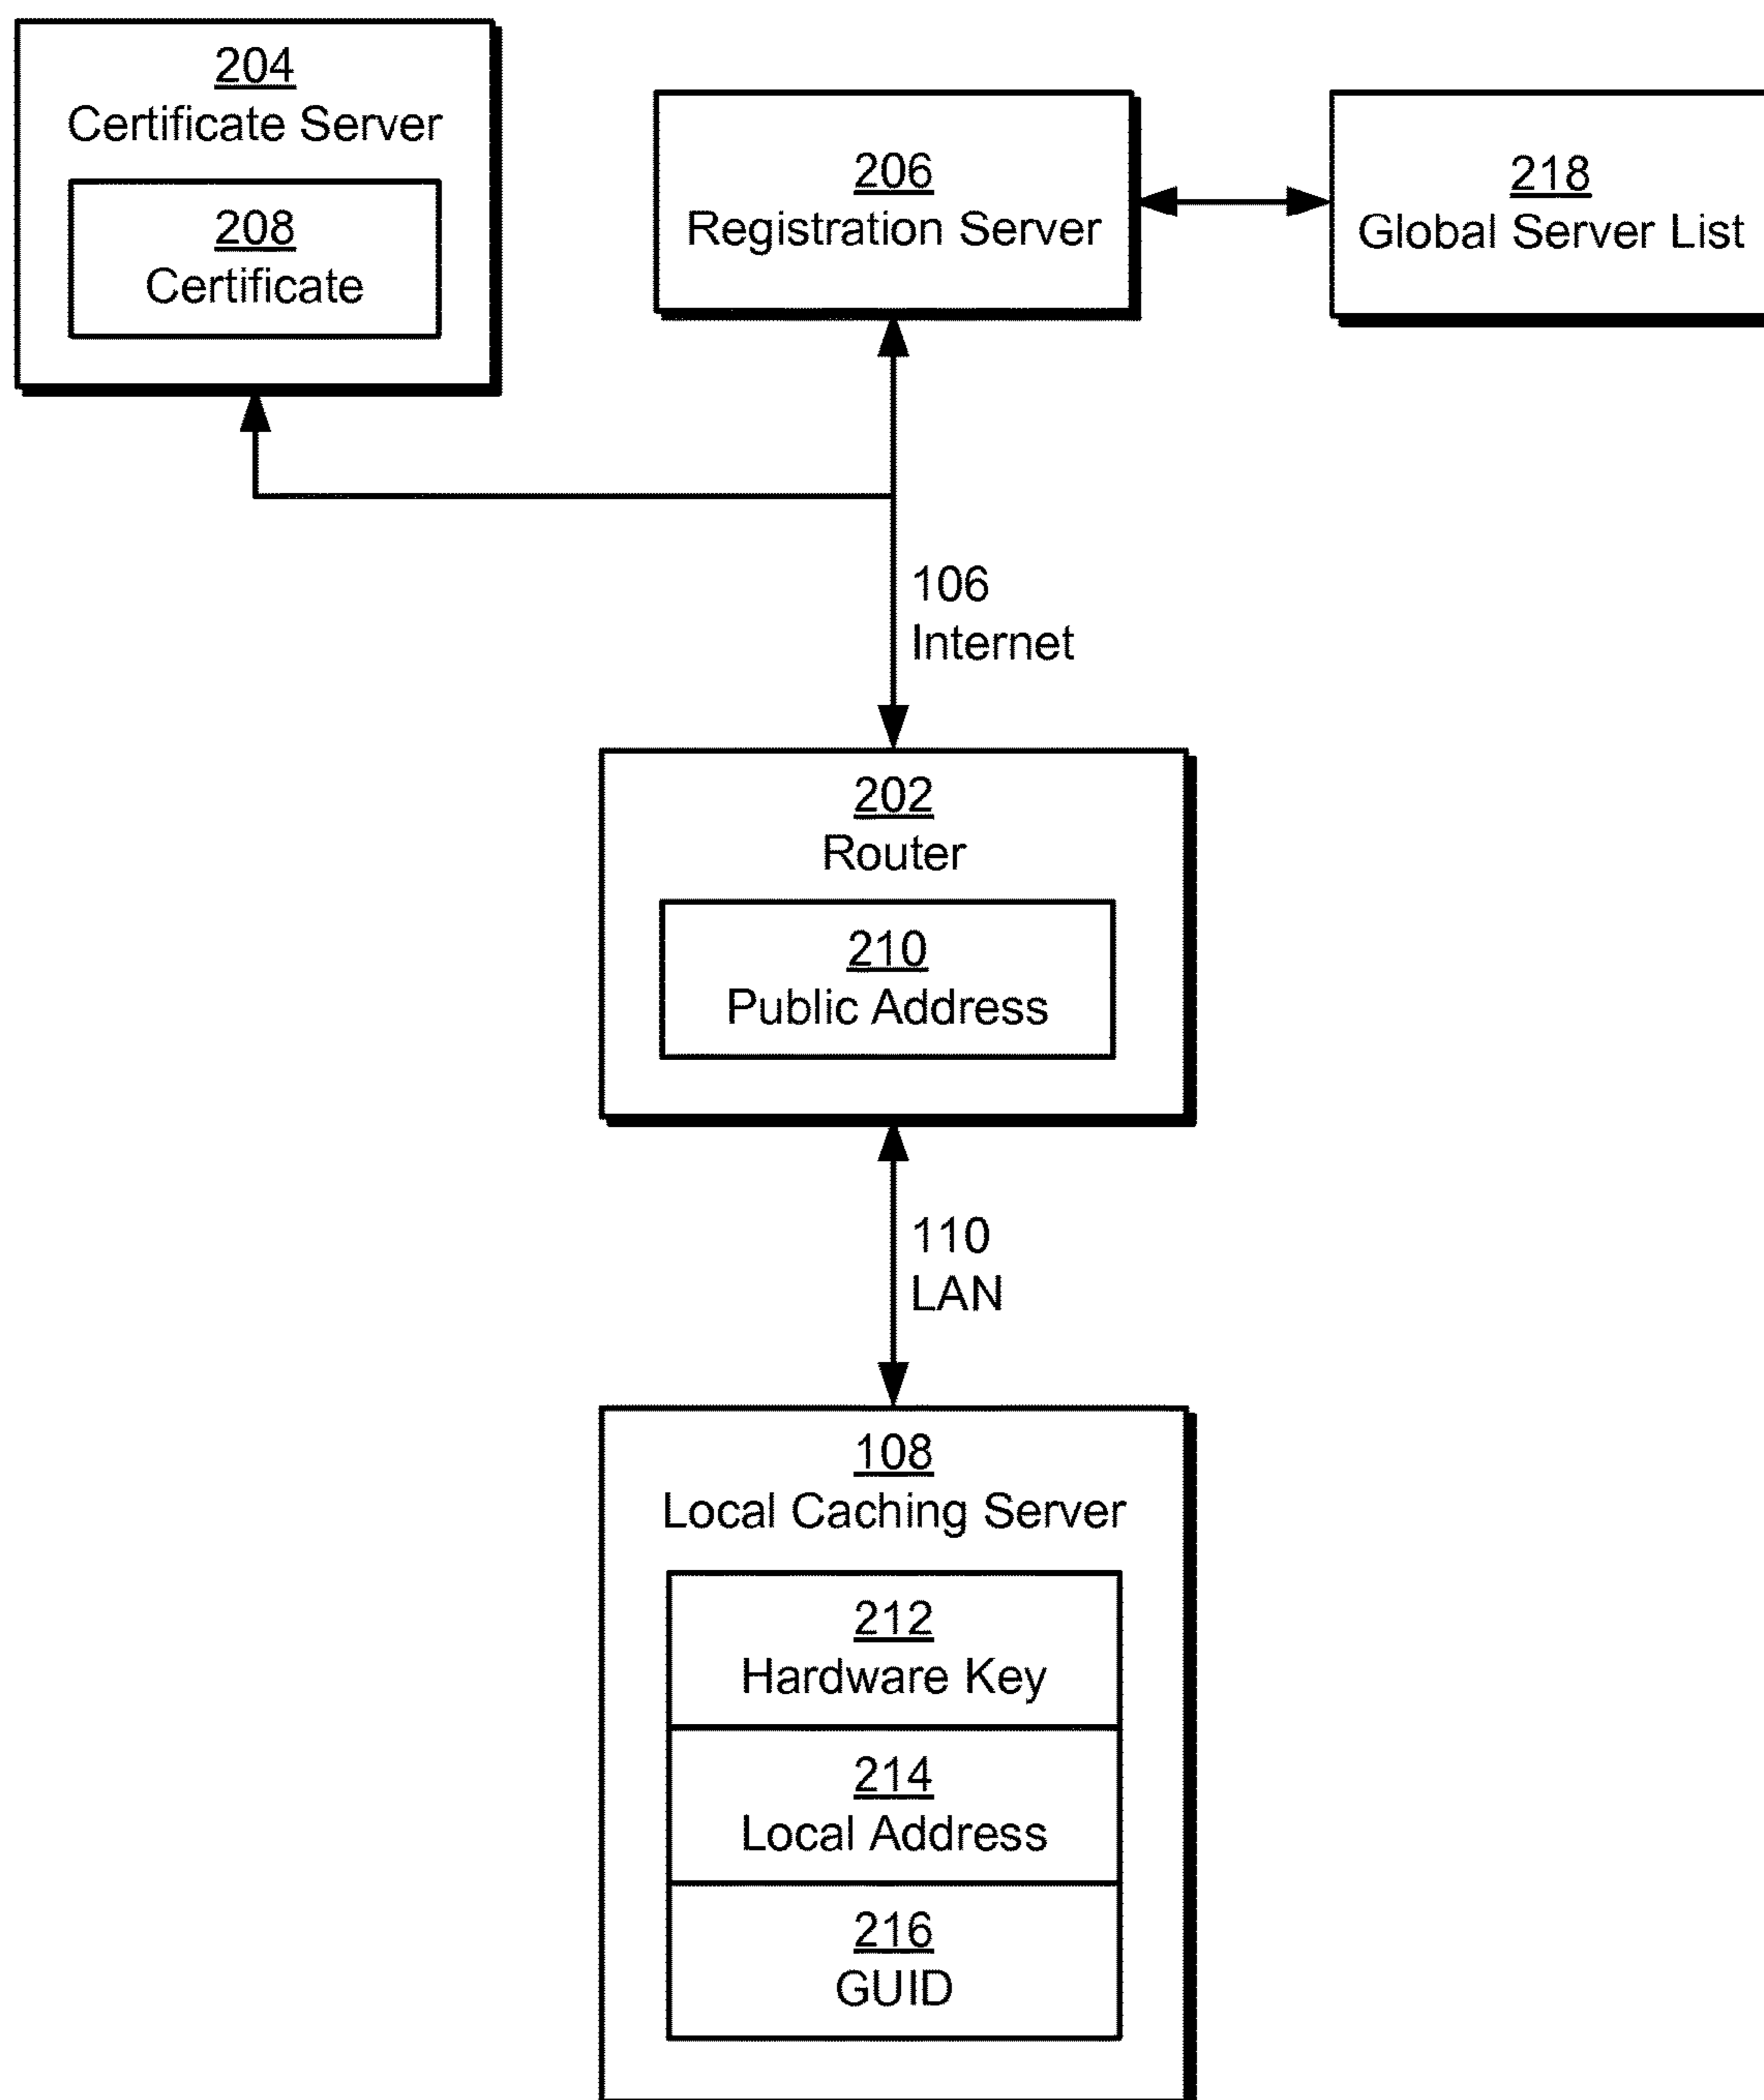 204
Certificate Server
208
Certificate
206
Registration Server
218
Global Server List
106
Internet
202
Router
210
Public Address
110
LAN
108
Local Caching Server
212
Hardware Key
214
Local Address
216
GUID